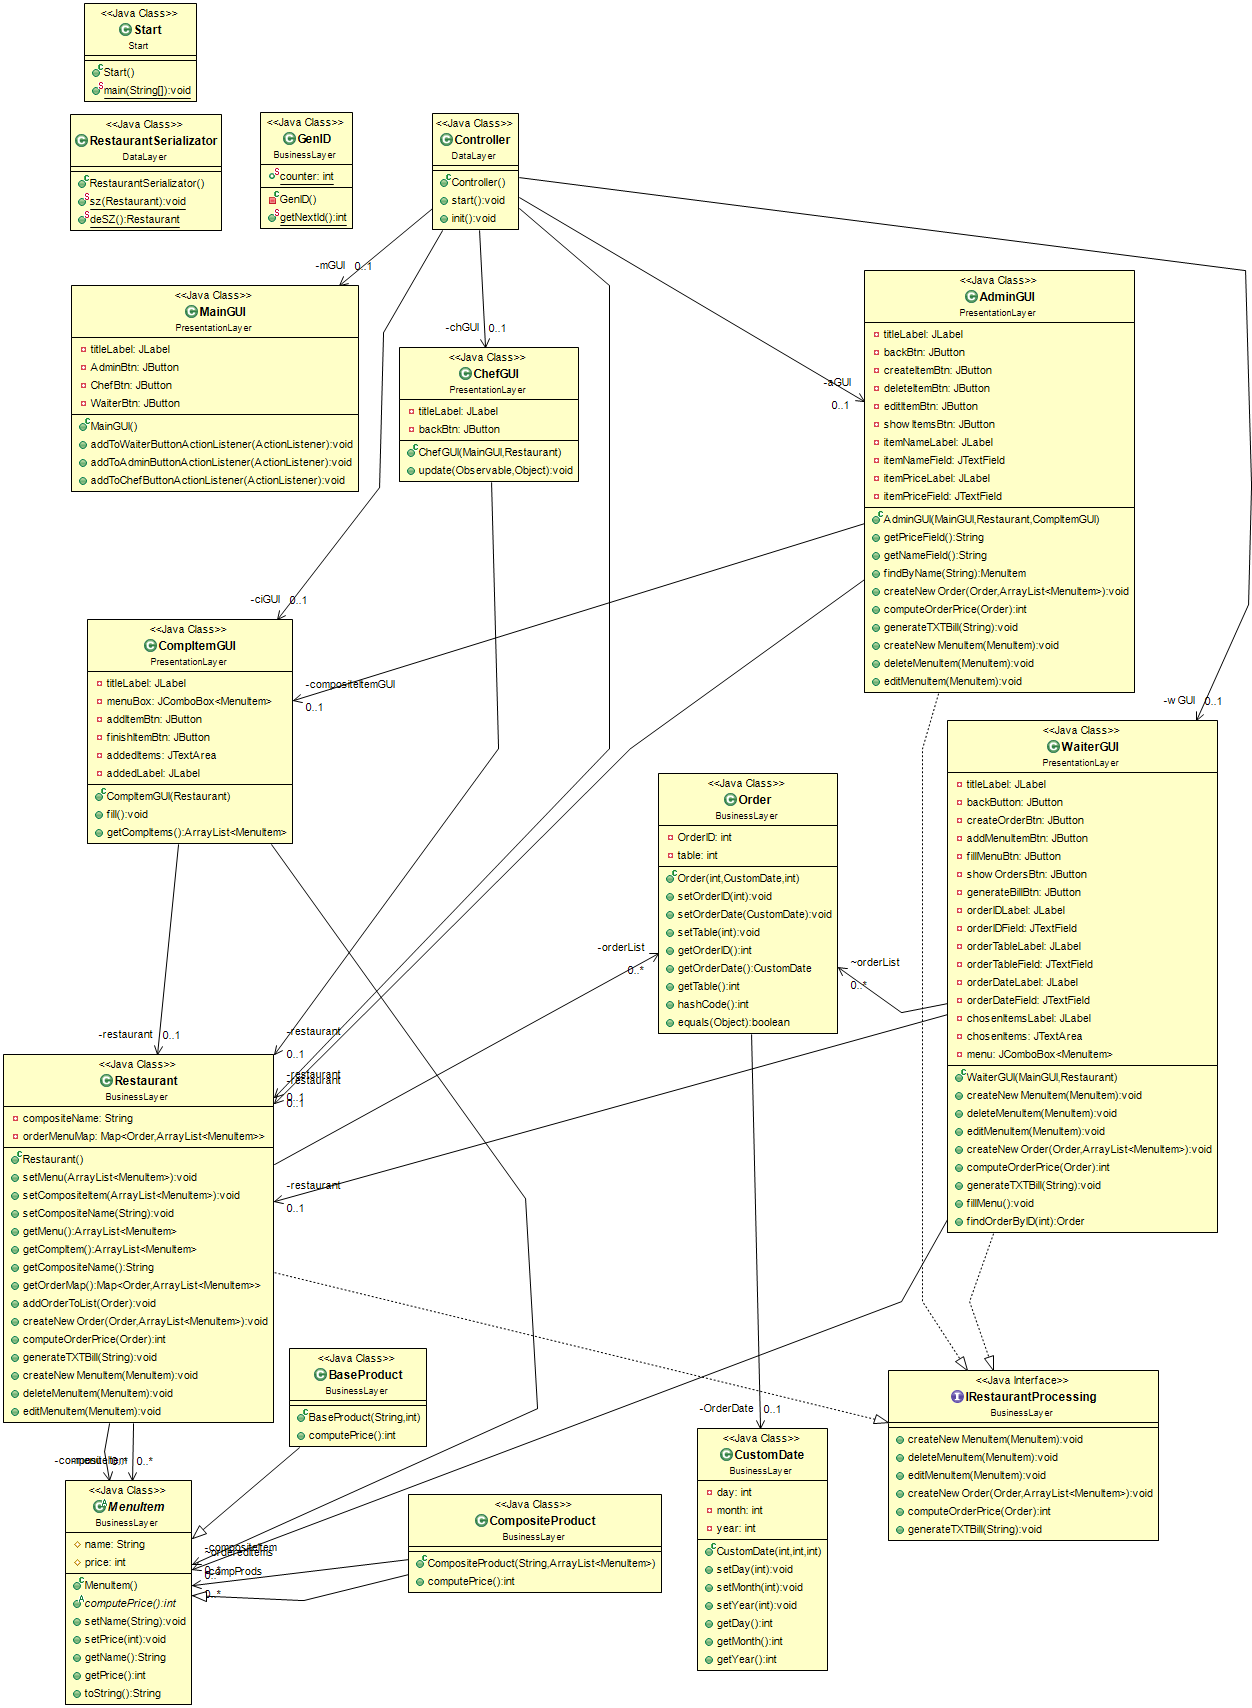 <<Java Class>>
Start
Start
Start()
main(String[]):void
<<Java Class>>
RestaurantSerializator
DataLayer
RestaurantSerializator()
sz(Restaurant):void
deSZ():Restaurant
<<Java Class>>
GenID
BusinessLayer
counter: int
GenID()
getNextId():int
<<Java Class>>
Controller
DataLayer
Controller()
start():void
init():void
-mGUI 0..1
<<Java Class>>
MainGUI
PresentationLayer
titleLabel: JLabel
AdminBtn: JButton
ChefBtn: JButton
WaiterBtn: JButton
MainGUI()
addToWaiterButtonActionListener(ActionListener):void
addToAdminButtonActionListener(ActionListener):void
addToChefButtonActionListener(ActionListener):void
-chGUI 0..1
<<Java Class>>
ChefGUI
PresentationLayer
titleLabel: JLabel
backBtn: JButton
ChefGUI(MainGUI,Restaurant)
update(Observable,Object):void
-aGUI
0..1
<<Java Class>>
AdminGUI
PresentationLayer
titleLabel: JLabel
backBtn: JButton
createItemBtn: JButton
deleteItemBtn: JButton
editItemBtn: JButton
showItemsBtn: JButton
itemNameLabel: JLabel
itemNameField: JTextField
itemPriceLabel: JLabel
itemPriceField: JTextField
AdminGUI(MainGUI,Restaurant,CompItemGUI)
getPriceField():String
getNameField():String
findByName(String):MenuItem
createNewOrder(Order,ArrayList<MenuItem>):void
computeOrderPrice(Order):int
generateTXTBill(String):void
createNewMenuItem(MenuItem):void
deleteMenuItem(MenuItem):void
editMenuItem(MenuItem):void
-ciGUI 0..1
<<Java Class>>
CompItemGUI
PresentationLayer
titleLabel: JLabel
menuBox: JComboBox<MenuItem>
addItemBtn: JButton
finishItemBtn: JButton
addedItems: JTextArea
addedLabel: JLabel
CompItemGUI(Restaurant)
fill():void
getCompItems():ArrayList<MenuItem>
-compositeItemGUI
0..1
-wGUI 0..1
<<Java Class>>
WaiterGUI
PresentationLayer
titleLabel: JLabel
backButton: JButton
createOrderBtn: JButton
addMenuItemBtn: JButton
fillMenuBtn: JButton
showOrdersBtn: JButton
generateBillBtn: JButton
orderIDLabel: JLabel
orderIDField: JTextField
orderTableLabel: JLabel
orderTableField: JTextField
orderDateLabel: JLabel
orderDateField: JTextField
chosenItemsLabel: JLabel
chosenItems: JTextArea
menu: JComboBox<MenuItem>
WaiterGUI(MainGUI,Restaurant)
createNewMenuItem(MenuItem):void
deleteMenuItem(MenuItem):void
editMenuItem(MenuItem):void
createNewOrder(Order,ArrayList<MenuItem>):void
computeOrderPrice(Order):int
generateTXTBill(String):void
fillMenu():void
findOrderByID(int):Order
<<Java Class>>
Order
BusinessLayer
OrderID: int
table: int
Order(int,CustomDate,int)
setOrderID(int):void
setOrderDate(CustomDate):void
setTable(int):void
getOrderID():int
getOrderDate():CustomDate
getTable():int
hashCode():int
equals(Object):boolean
-orderList
0..*
~orderList
0..*
-restaurant 0..1
-restaurant
0..1
-restaurant
-restaurant
0..1
0..1
-restaurant
0..1
<<Java Class>>
Restaurant
BusinessLayer
compositeName: String
orderMenuMap: Map<Order,ArrayList<MenuItem>>
Restaurant()
setMenu(ArrayList<MenuItem>):void
setCompositeItem(ArrayList<MenuItem>):void
setCompositeName(String):void
getMenu():ArrayList<MenuItem>
getCompItem():ArrayList<MenuItem>
getCompositeName():String
getOrderMap():Map<Order,ArrayList<MenuItem>>
addOrderToList(Order):void
createNewOrder(Order,ArrayList<MenuItem>):void
computeOrderPrice(Order):int
generateTXTBill(String):void
createNewMenuItem(MenuItem):void
deleteMenuItem(MenuItem):void
editMenuItem(MenuItem):void
<<Java Class>>
BaseProduct
BusinessLayer
BaseProduct(String,int)
computePrice():int
<<Java Interface>>
IRestaurantProcessing
BusinessLayer
createNewMenuItem(MenuItem):void
deleteMenuItem(MenuItem):void
editMenuItem(MenuItem):void
createNewOrder(Order,ArrayList<MenuItem>):void
computeOrderPrice(Order):int
generateTXTBill(String):void
-OrderDate 0..1
<<Java Class>>
CustomDate
BusinessLayer
day: int
month: int
year: int
CustomDate(int,int,int)
setDay(int):void
setMonth(int):void
setYear(int):void
getDay():int
getMonth():int
getYear():int
-compositeItem 0..* 0..*
<<Java Class>>
MenuItem
BusinessLayer
name: String
price: int
MenuItem()
computePrice():int
setName(String):void
setPrice(int):void
getName():String
getPrice():int
toString():String
-compositeItem
~orderedItems
0..*
compProds
0..*
<<Java Class>>
CompositeProduct
BusinessLayer
CompositeProduct(String,ArrayList<MenuItem>)
computePrice():int